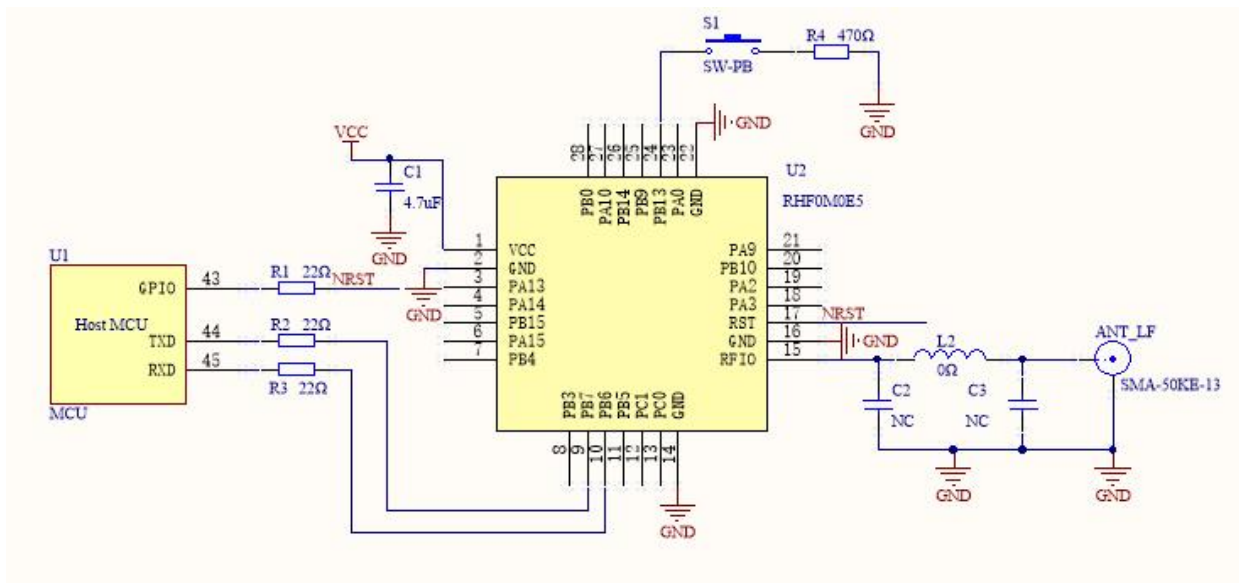 S1
R4 470Ω
SW-PB
GND
GND
VCC
C1
4.7uF
GND
28
27
26
25
24
23
22
PB0
PA10
PB14
PB9
PB13
PA0
GND
U2
RHF0M0E5
U1
GPIO
43
R1 22Ω
NRST
Host MCU
TXD
44
R2 22Ω
RXD
45
R3 22Ω
MCU
GND
1 VCC
2 GND
3 PA13
4 PA14
5 PB15
6 PA15
7 PB4
PA9 21
PB10 20
PA2 19
PA3 18
RST 17
GND 16
RFIO 15
NRST
GND
L2
0Ω
ANT_LF
SMA-50KE-13
C2
NC
C3
NC
GND
GND
PB3
PB7
PB6
PB5
PC1
PC0
GND
8
9
10
11
12
13
14
GND